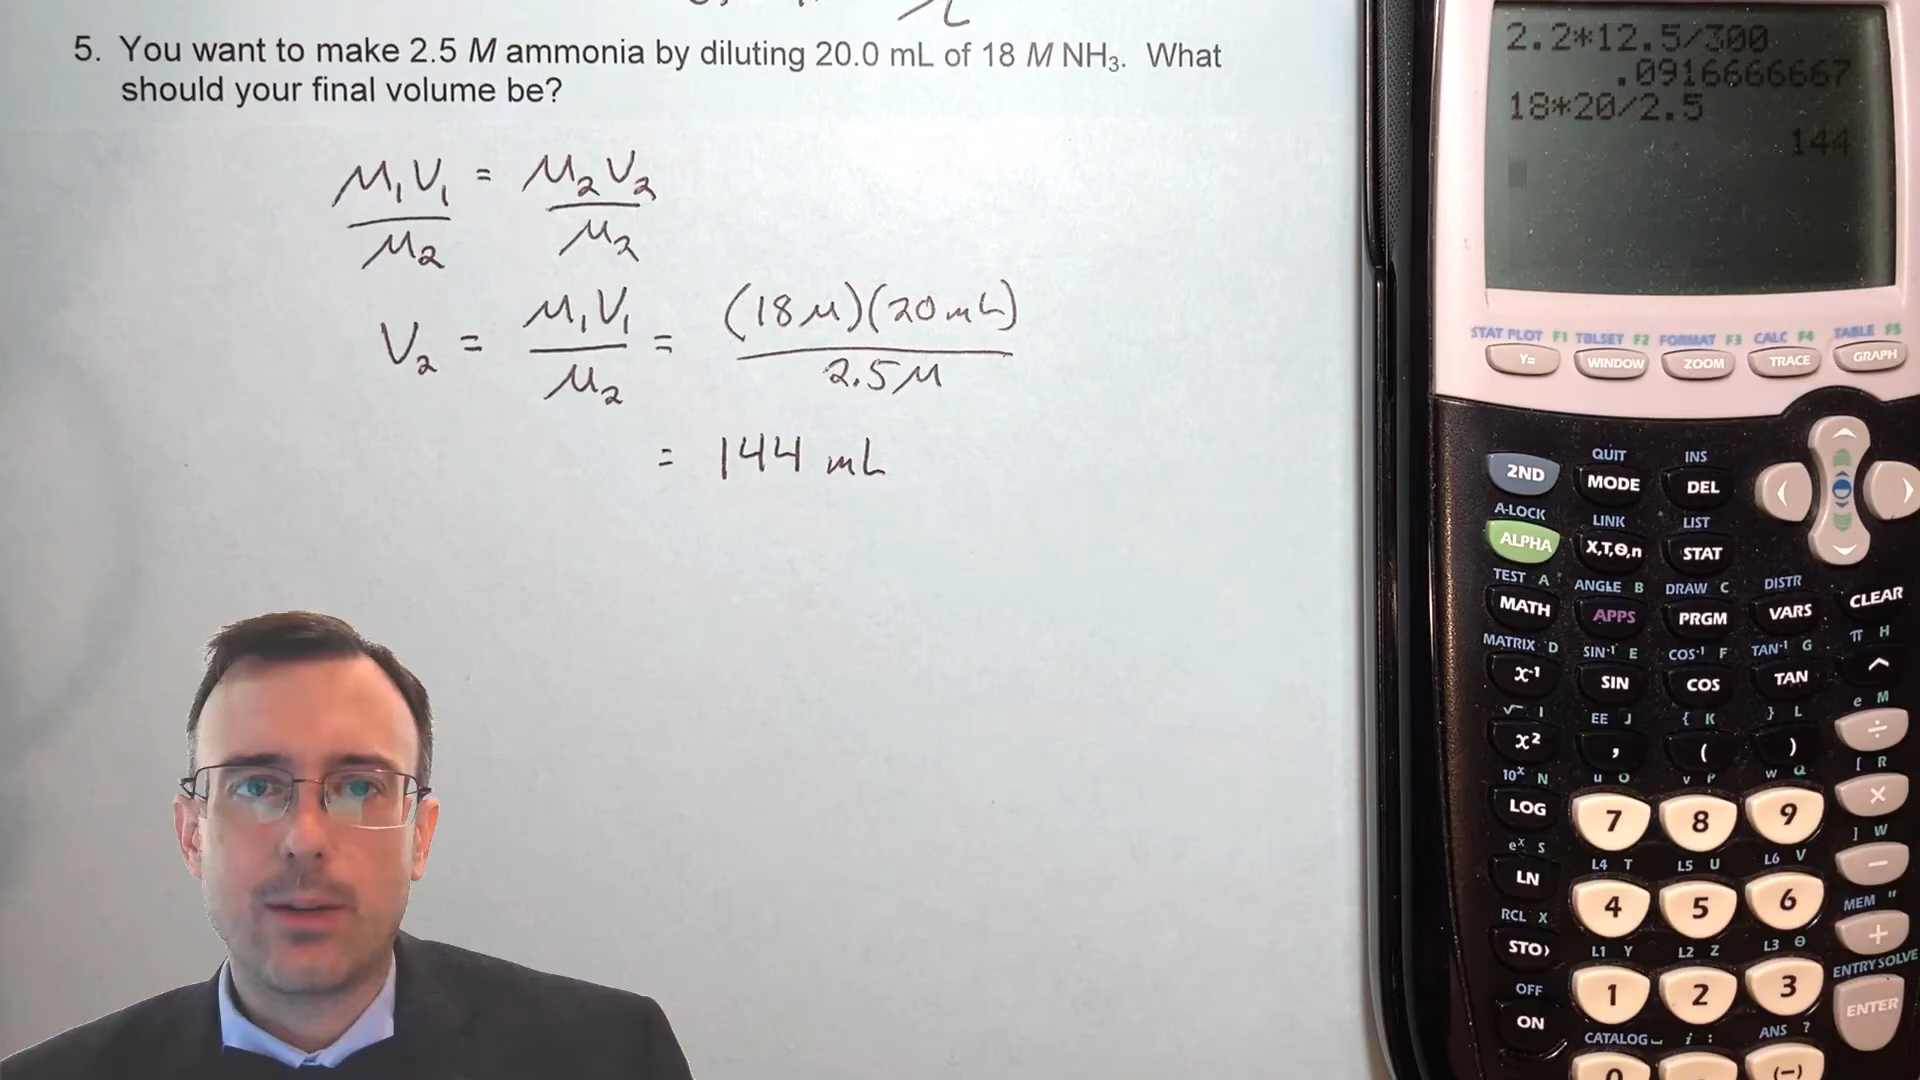 5. You want to make 2.5 M ammonia by diluting 20.0 mL of 18 M NH₃. What
should your final volume be?
M₁V₁ = M₂V₂
M₂ M₂
V₂ = M₁V₁ = (18M)(20mL)
M₂ 2.5M
= 144 mL
2.2*12.5/300
.0916666667
18*20/2.5
144
STAT PLOT F1 TBLSET F2 FORMAT F3 CALC F4 TABLE F5
Y= WINDOW ZOOM TRACE GRAPH
QUIT INS
2ND MODE DEL
A-LOCK LINK LIST
ALPHA X,T,Θ,n STAT
TEST A ANGLE B DRAW C DISTR
MATH APPS PRGM VARS CLEAR
MATRIX D SIN⁻¹ E COS⁻¹ F TAN⁻¹ G π H
x⁻¹ SIN COS TAN ^
√ I EE J { K } L e M
x² , ( ) ÷
10ˣ N u O v P w Q [ R
LOG 7 8 9 ×
eˣ S L4 T L5 U L6 V ] W
LN 4 5 6 −
RCL X L1 Y L2 Z L3 Θ MEM "
STO⟩ 1 2 3 +
OFF CATALOG i : ANS ? ENTRY SOLVE
ON 0 (−) ENTER